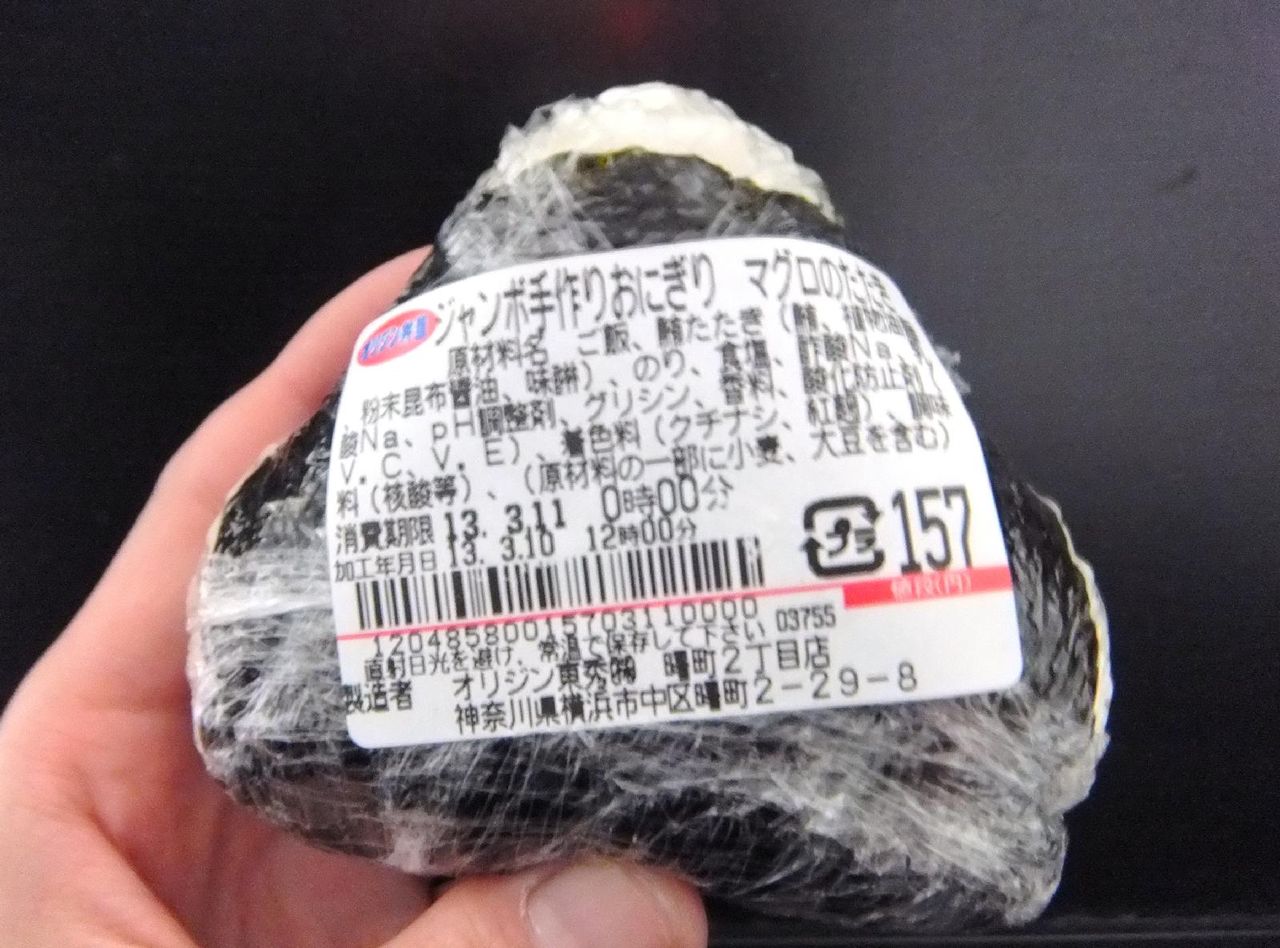 オリジン弁当 ジャンボ手作りおにぎり マグロのたたき
原材料名 ご飯、鮪たたき(鮪、植物油脂
、粉末昆布醤油、味醂)、のり、食塩、酢酸Na、
酸Na、pH調整剤、グリシン、香料、酸化防止剤(
V.C、V.E)、着色料(クチナシ、紅麹)、調味
料(核酸等)、(原材料の一部に小麦、大豆を含む)
消費期限 13. 3.11 0時00分
加工年月日 13. 3.10 12時00分
プラ 157
値段(円)
1204858001570311 0000 03755
直射日光を避け、常温で保存して下さい
製造者 オリジン東秀㈱ 曙町2丁目店
神奈川県横浜市中区曙町2-29-8